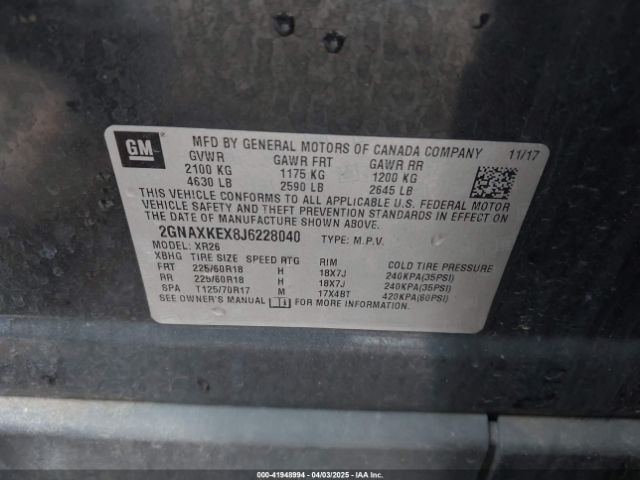 GM
MFD BY GENERAL MOTORS OF CANADA COMPANY 11/17
GVWR GAWR FRT GAWR RR
2100 KG 1175 KG 1200 KG
4630 LB 2590 LB 2645 LB
THIS VEHICLE CONFORMS TO ALL APPLICABLE U.S. FEDERAL MOTOR
VEHICLE SAFETY AND THEFT PREVENTION STANDARDS IN EFFECT ON
THE DATE OF MANUFACTURE SHOWN ABOVE.
2GNAXKEX8J6228040 TYPE: M.P.V.
MODEL: XR26
XBHG TIRE SIZE SPEED RTG RIM COLD TIRE PRESSURE
FRT 225/60R18 H 18X7J 240KPA(35PSI)
RR 225/60R18 H 18X7J 240KPA(35PSI)
SPA T125/70R17 M 17X4BT 420KPA(60PSI)
SEE OWNER'S MANUAL FOR MORE INFORMATION.
000-41948994 - 04/03/2025 - COPYRIGHT © IAA, LLC